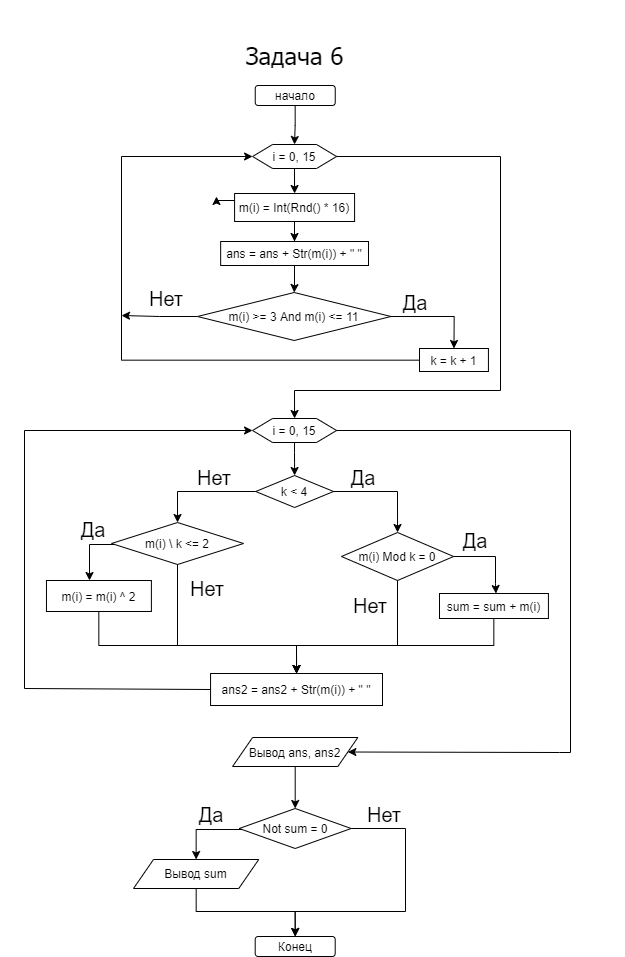 Задача 6
начало
i = 0, 15
m(i) = Int(Rnd() * 16)
ans = ans + Str(m(i)) + " "
Нет
Да
m(i) >= 3 And m(i) <= 11
k = k + 1
i = 0, 15
Нет
Да
k < 4
Да
m(i) \ k <= 2
Да
m(i) Mod k = 0
Нет
Нет
m(i) = m(i) ^ 2
sum = sum + m(i)
ans2 = ans2 + Str(m(i)) + " "
Вывод ans, ans2
Да
Нет
Not sum = 0
Вывод sum
Конец